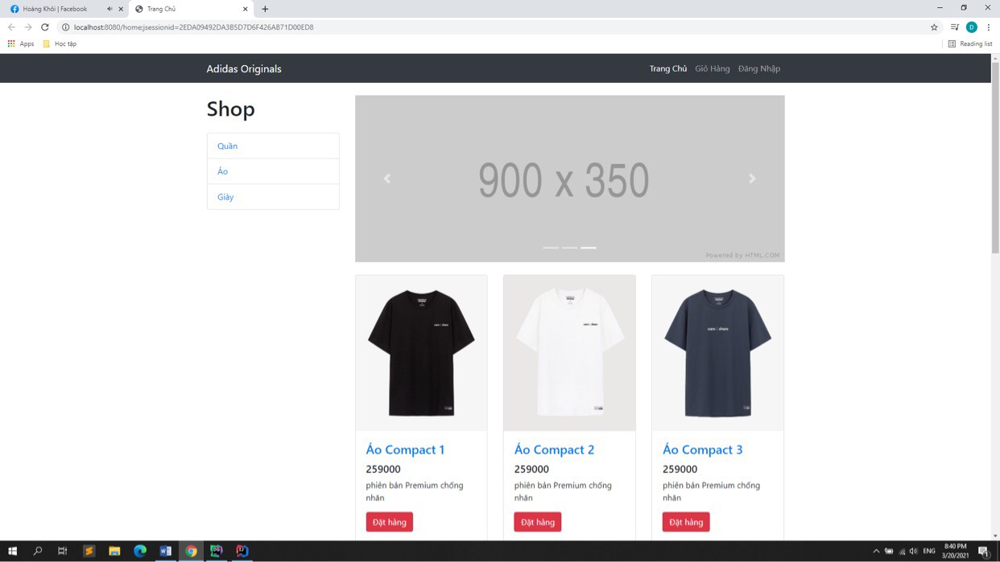 Hoàng Khôi | Facebook
Trang Chủ
localhost:8080/home;jsessionid=2EDA09492DA3B5D7D6F426AB71D00ED8
Apps
Học tập
Reading list
Adidas Originals
Trang Chủ
Giỏ Hàng
Đăng Nhập
Shop
Quần
Áo
Giày
900 x 350
Powered by HTML.COM
care & share
care & share
care & share
Áo Compact 1
259000
phiên bản Premium chống
nhăn
Đặt hàng
Áo Compact 2
259000
phiên bản Premium chống
nhăn
Đặt hàng
Áo Compact 3
259000
phiên bản Premium chống
nhăn
Đặt hàng
ENG
8:40 PM
3/20/2021